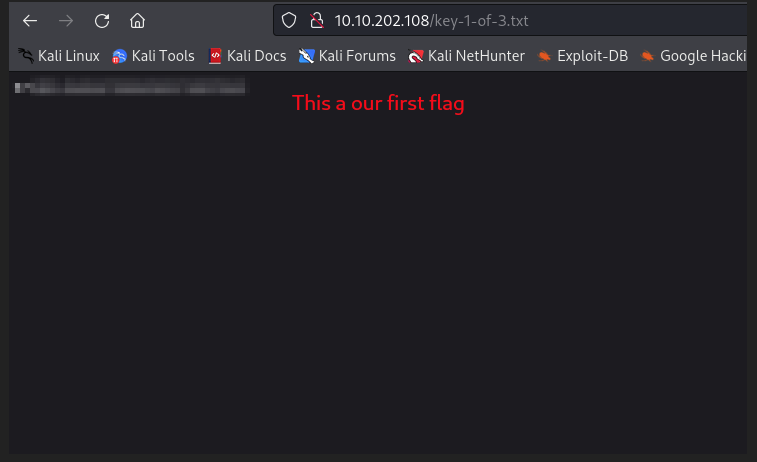 10.10.202.108/key-1-of-3.txt
Kali Linux Kali Tools Kali Docs Kali Forums Kali NetHunter Exploit-DB Google Hacki
This a our first flag